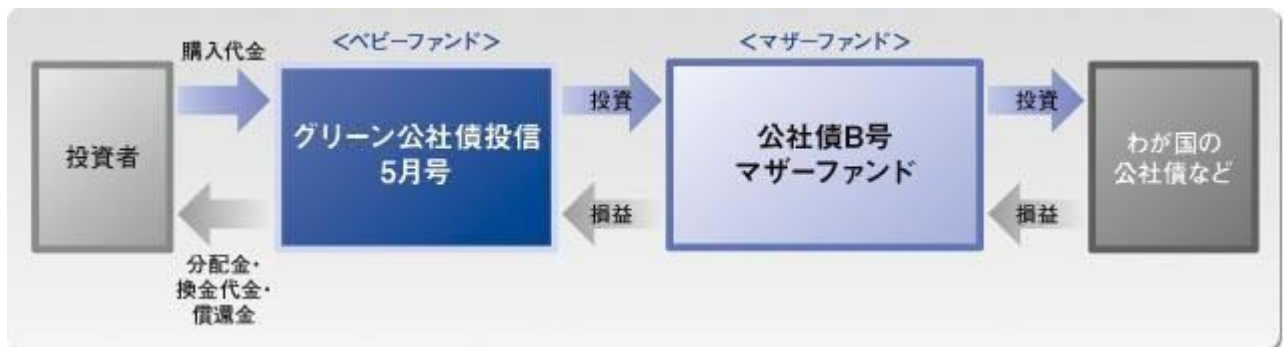 購入代金
<ベビーファンド>
<マザーファンド>
投資者
グリーン公社債投信
5月号
投資
公社債B号
マザーファンド
投資
わが国の
公社債など
損益
損益
分配金・
換金代金・
償還金